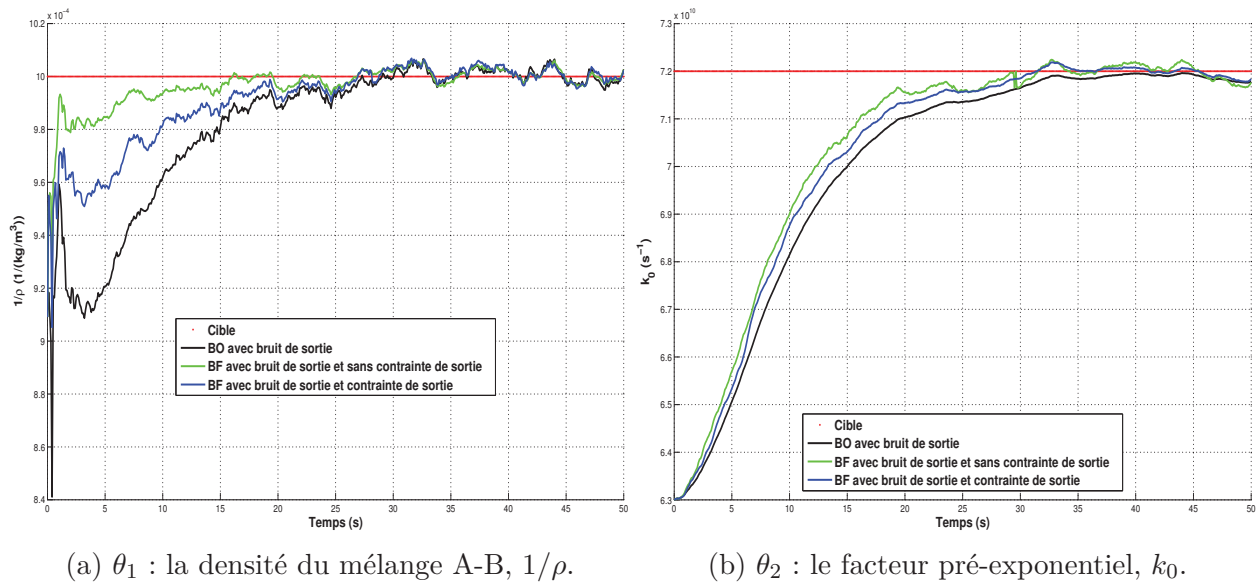 x 10⁻⁴
10.2
10
9.8
9.6
9.4
9.2
9
8.8
8.6
8.4
1/ρ (1/(kg/m³))
0 5 10 15 20 25 30 35 40 45 50
Temps (s)
Cible
BO avec bruit de sortie
BF avec bruit de sortie et sans contrainte de sortie
BF avec bruit de sortie et contrainte de sortie
(a) θ₁ : la densité du mélange A-B, 1/ρ.
x 10¹⁰
7.3
7.2
7.1
7
6.9
6.8
6.7
6.6
6.5
6.4
6.3
k₀ (s⁻¹)
0 5 10 15 20 25 30 35 40 45 50
Temps (s)
Cible
BO avec bruit de sortie
BF avec bruit de sortie et sans contrainte de sortie
BF avec bruit de sortie et contrainte de sortie
(b) θ₂ : le facteur pré-exponentiel, k₀.